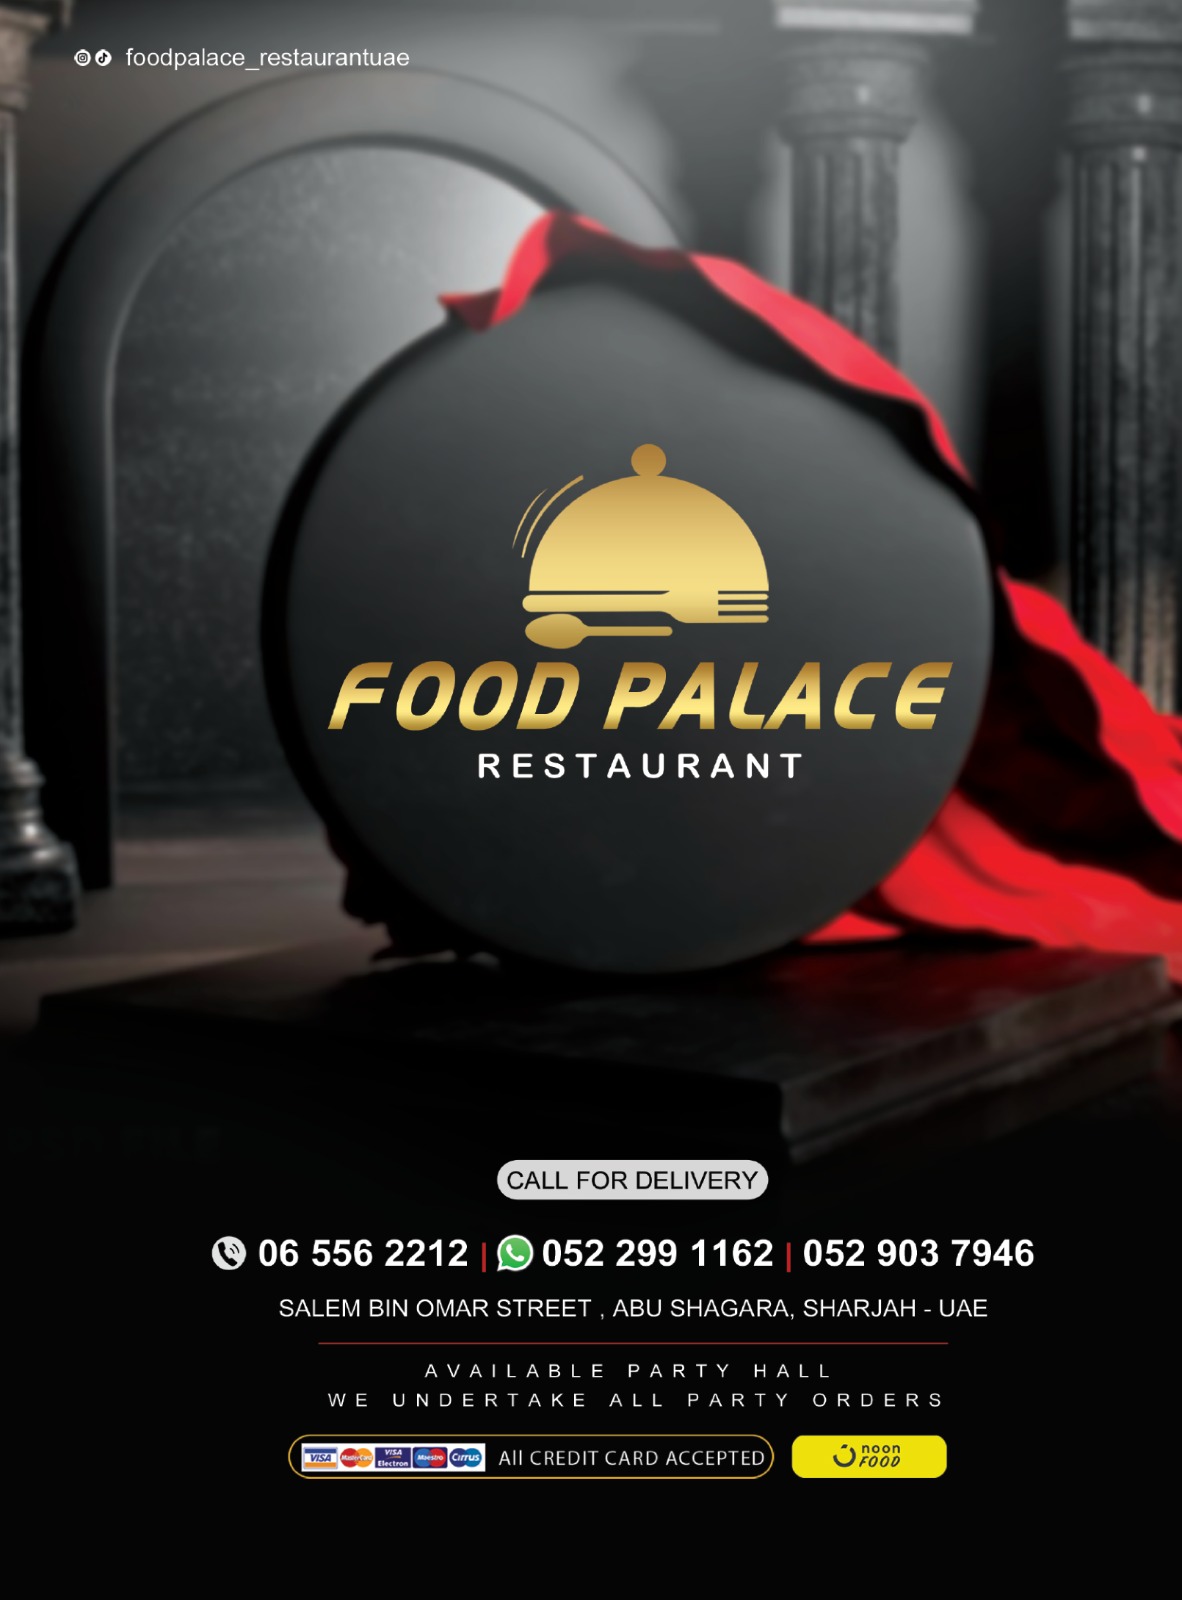 foodpalace_restaurantuae
FOOD PALACE
RESTAURANT
CALL FOR DELIVERY
06 556 2212 | 052 299 1162 | 052 903 7946
SALEM BIN OMAR STREET , ABU SHAGARA, SHARJAH - UAE
AVAILABLE PARTY HALL
WE UNDERTAKE ALL PARTY ORDERS
VISA MasterCard VISA Electron Maestro Cirrus All CREDIT CARD ACCEPTED
noon
FOOD